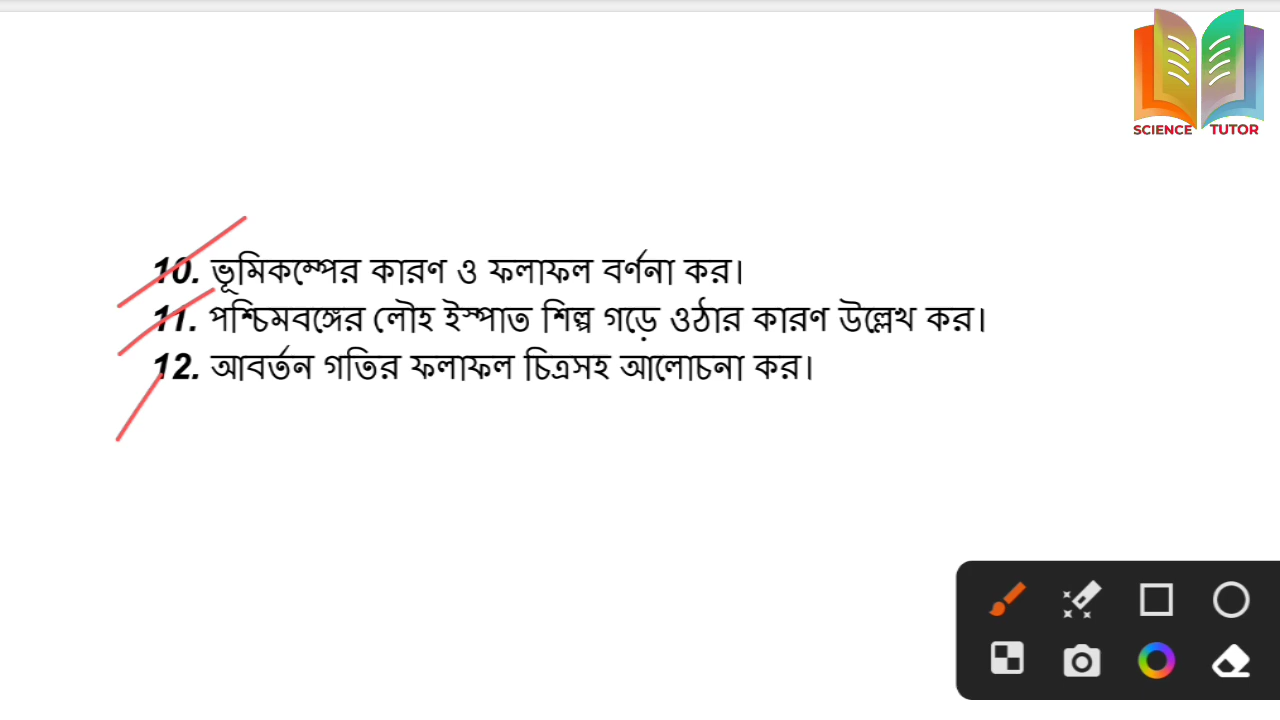 SCIENCE TUTOR
10. ভূমিকম্পের কারণ ও ফলাফল বর্ণনা কর।
11. পশ্চিমবঙ্গের লৌহ ইস্পাত শিল্প গড়ে ওঠার কারণ উল্লেখ কর।
12. আবর্তন গতির ফলাফল চিত্রসহ আলোচনা কর।